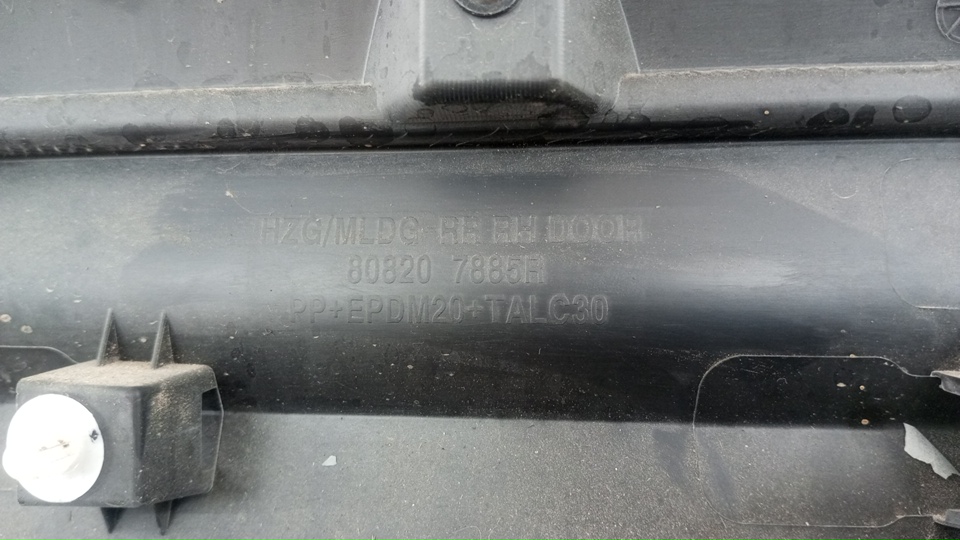 HZG/MLDG-RR RH DOOR
80820 7885R
PP+EPDM20+TALC30